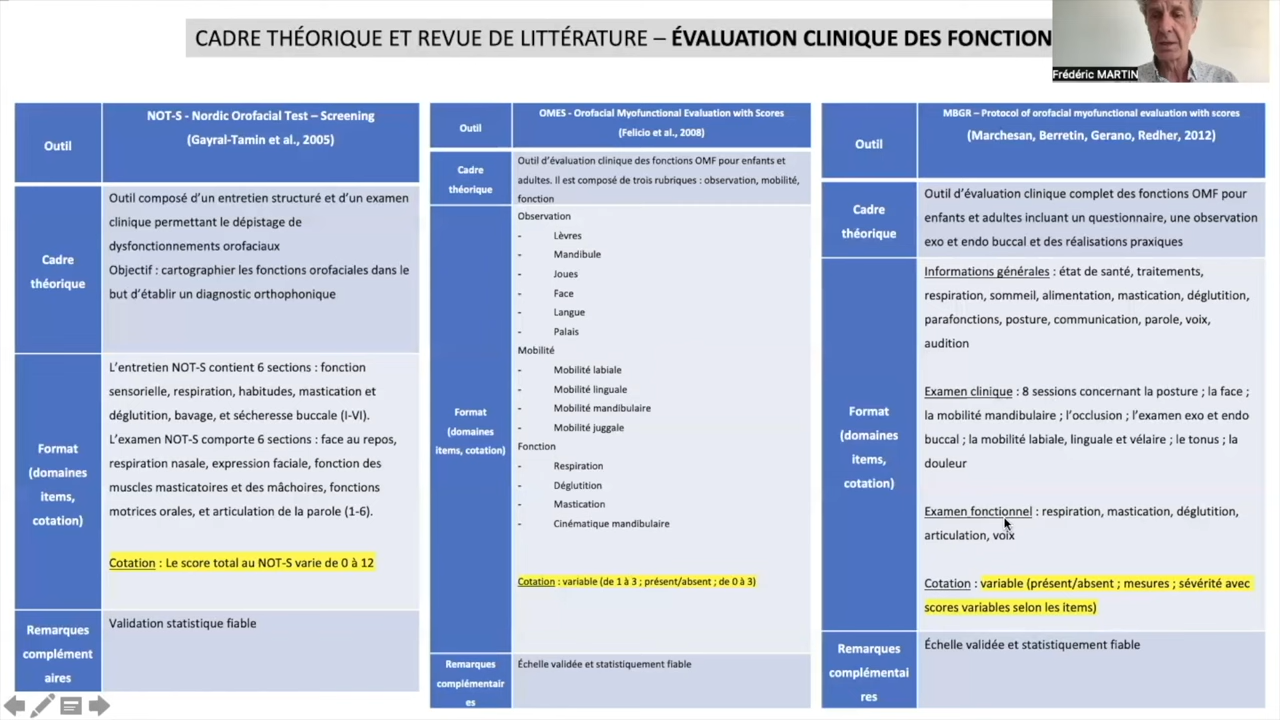 CADRE THÉORIQUE ET REVUE DE LITTÉRATURE – ÉVALUATION CLINIQUE DES FONCTION
Frédéric MARTIN
Outil
NOT-S - Nordic Orofacial Test – Screening
(Gayral-Tamin et al., 2005)
Cadre
théorique
Outil composé d'un entretien structuré et d'un examen
clinique permettant le dépistage de
dysfonctionnements orofaciaux
Objectif : cartographier les fonctions orofaciales dans le
but d'établir un diagnostic orthophonique
Format
(domaines
items,
cotation)
L'entretien NOT-S contient 6 sections : fonction
sensorielle, respiration, habitudes, mastication et
déglutition, bavage, et sécheresse buccale (I-VI).
L'examen NOT-S comporte 6 sections : face au repos,
respiration nasale, expression faciale, fonction des
muscles masticatoires et des mâchoires, fonctions
motrices orales, et articulation de la parole (1-6).
Cotation : Le score total au NOT-S varie de 0 à 12
Remarques
complément
aires
Validation statistique fiable
Outil
OMES - Orofacial Myofunctional Evaluation with Scores
(Felicio et al., 2008)
Cadre
théorique
Outil d'évaluation clinique des fonctions OMF pour enfants et
adultes. Il est composé de trois rubriques : observation, mobilité,
fonction
Format
(domaines
items, cotation)
Observation
- Lèvres
- Mandibule
- Joues
- Face
- Langue
- Palais
Mobilité
- Mobilité labiale
- Mobilité linguale
- Mobilité mandibulaire
- Mobilité juggale
Fonction
- Respiration
- Déglutition
- Mastication
- Cinématique mandibulaire
Cotation : variable (de 1 à 3 ; présent/absent ; de 0 à 3)
Remarques
complémentair
es
Échelle validée et statistiquement fiable
Outil
MBGR – Protocol of orofacial myofunctional evaluation with scores
(Marchesan, Berretin, Gerano, Redher, 2012)
Cadre
théorique
Outil d'évaluation clinique complet des fonctions OMF pour
enfants et adultes incluant un questionnaire, une observation
exo et endo buccal et des réalisations praxiques
Format
(domaines
items,
cotation)
Informations générales : état de santé, traitements,
respiration, sommeil, alimentation, mastication, déglutition,
parafonctions, posture, communication, parole, voix,
audition
Examen clinique : 8 sessions concernant la posture ; la face ;
la mobilité mandibulaire ; l'occlusion ; l'examen exo et endo
buccal ; la mobilité labiale, linguale et vélaire ; le tonus ; la
douleur
Examen fonctionnel : respiration, mastication, déglutition,
articulation, voix
Cotation : variable (présent/absent ; mesures ; sévérité avec
scores variables selon les items)
Remarques
complémentai
res
Échelle validée et statistiquement fiable